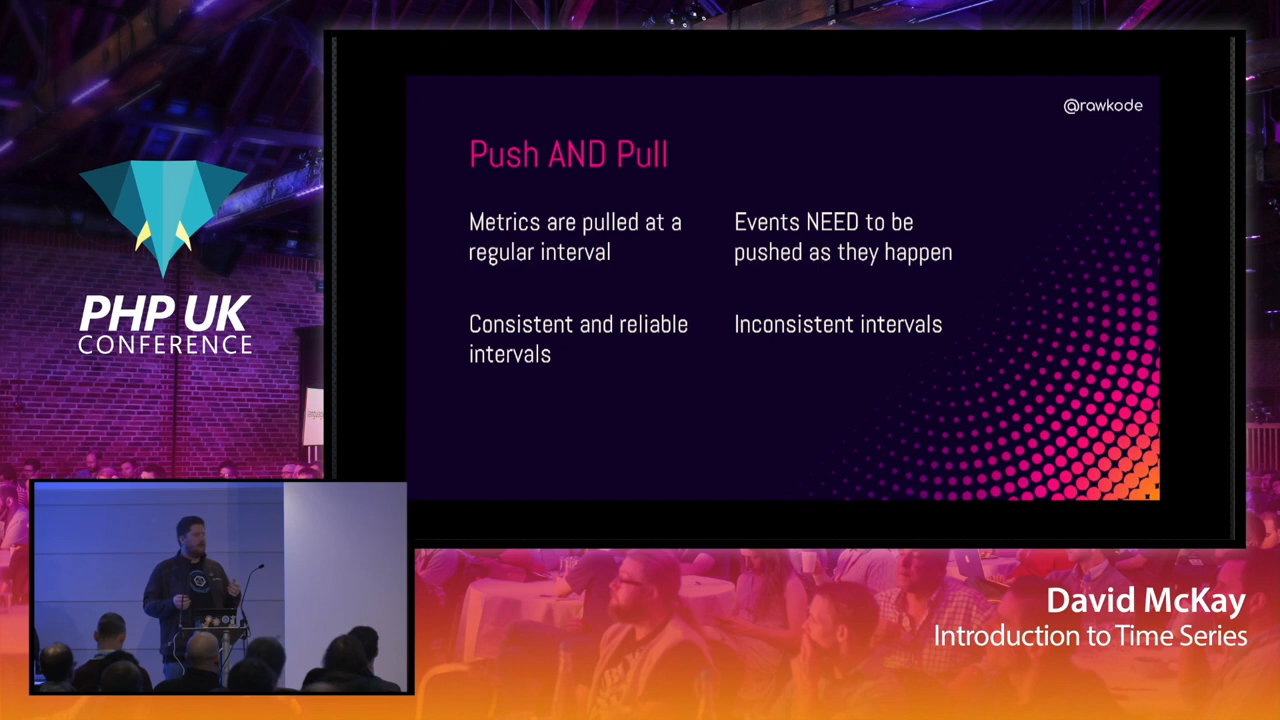 @rawkode
Push AND Pull
Metrics are pulled at a
regular interval
Events NEED to be
pushed as they happen
Consistent and reliable
intervals
Inconsistent intervals
PHP UK
CONFERENCE
David McKay
Introduction to Time Series